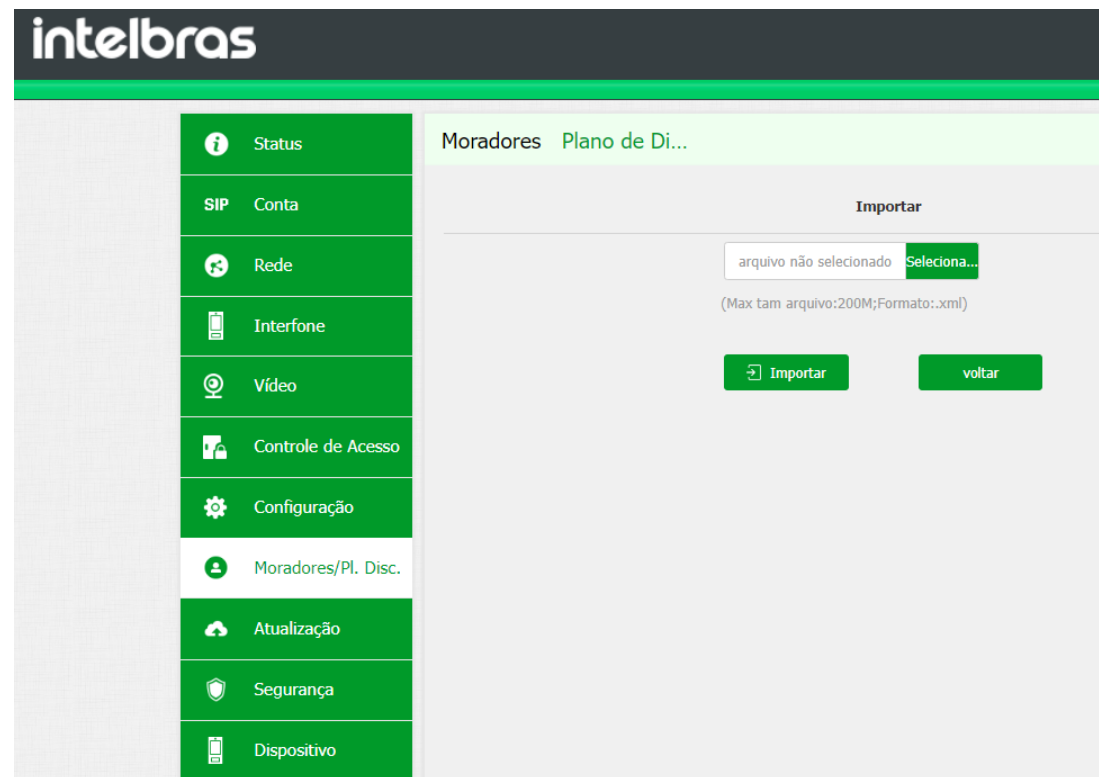 intelbras
Status
SIP Conta
Rede
Interfone
Vídeo
Controle de Acesso
Configuração
Moradores/Pl. Disc.
Atualização
Segurança
Dispositivo
Moradores Plano de Di...
Importar
arquivo não selecionado Seleciona...
(Max tam arquivo:200M;Formato:.xml)
Importar voltar